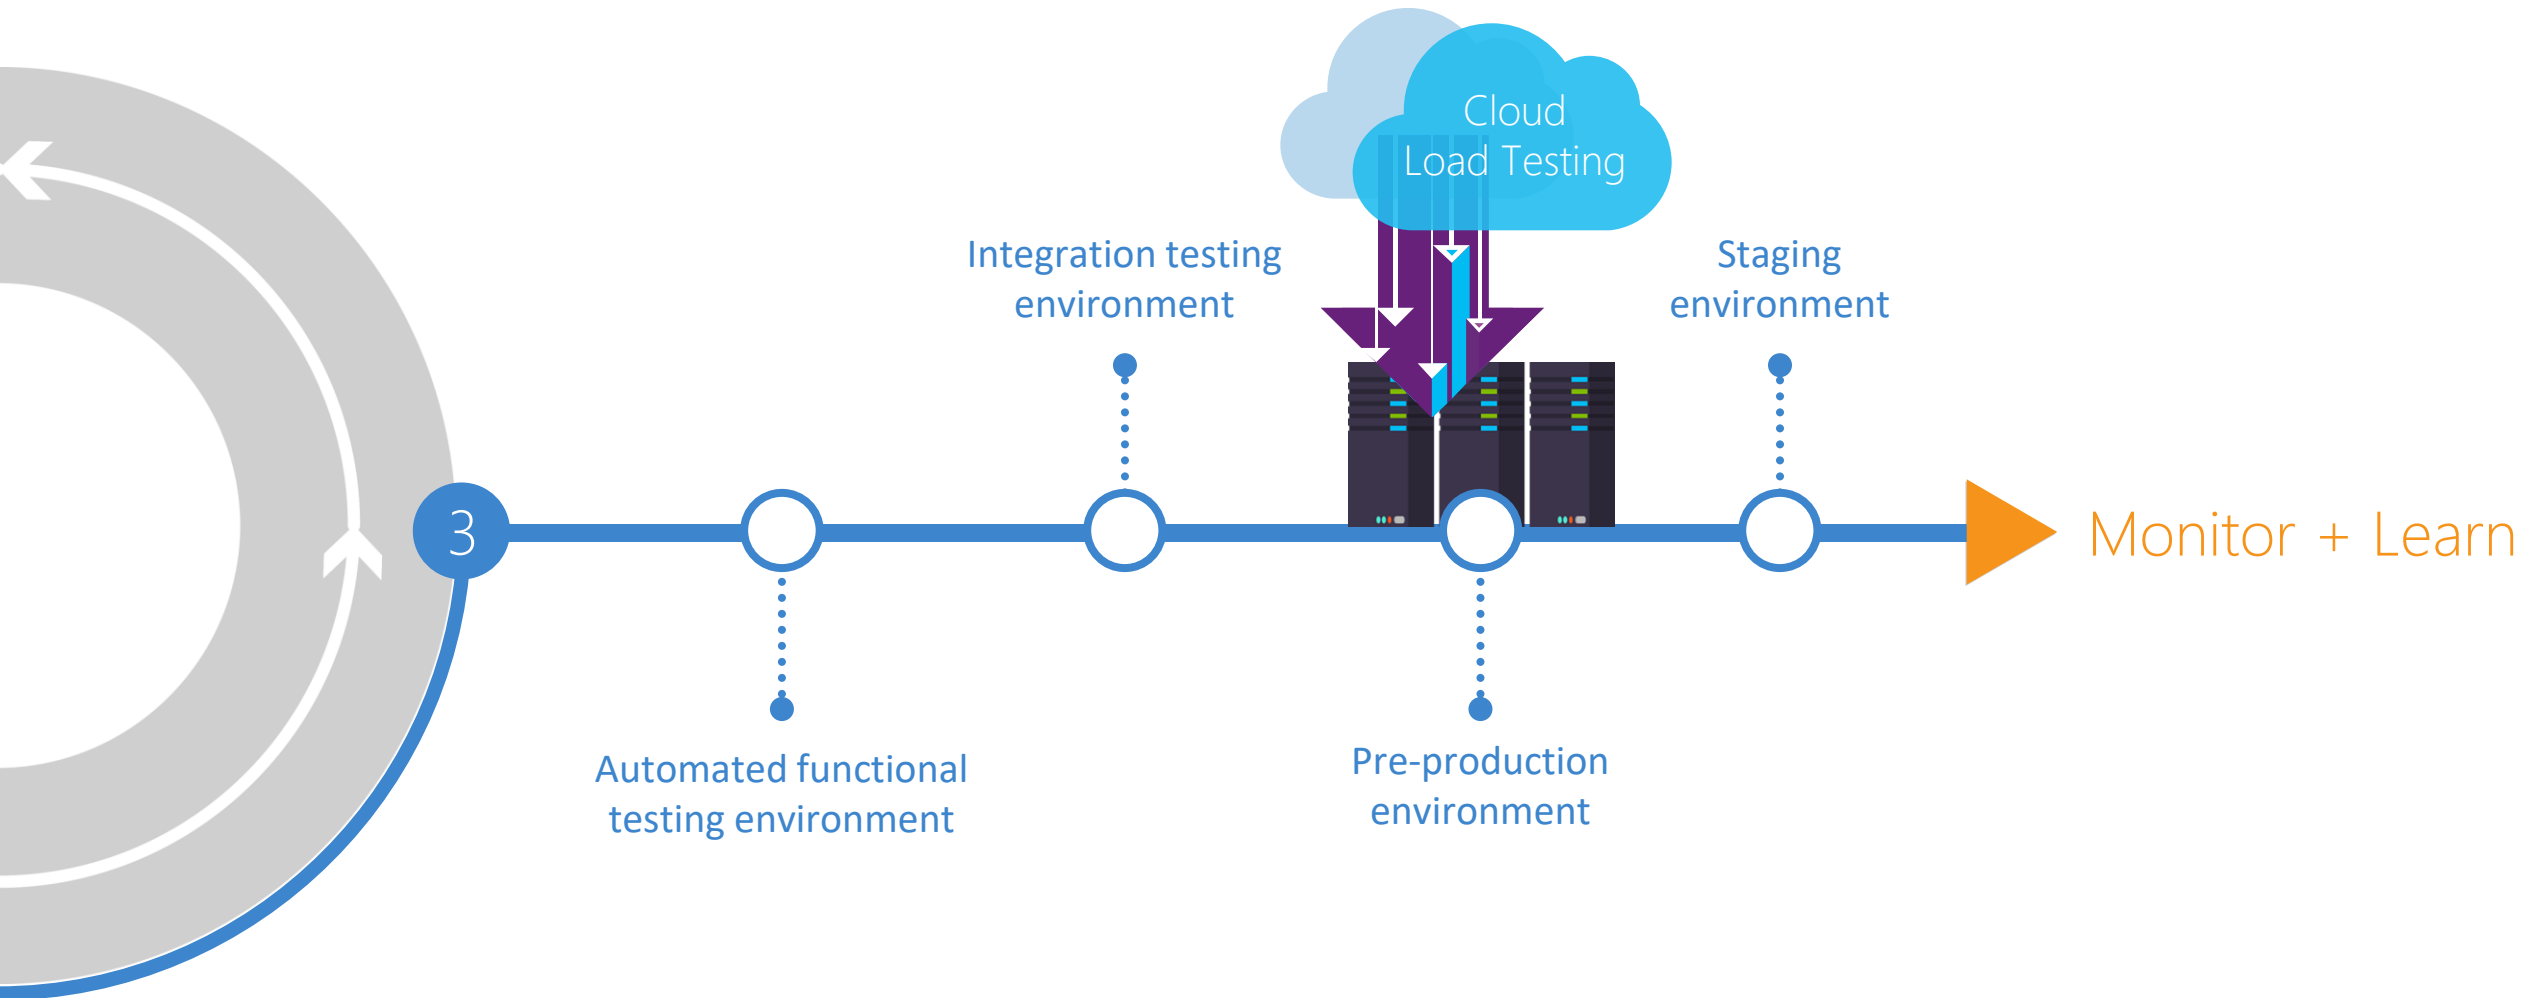 Cloud
Load Testing
Integration testing
environment
Staging
environment
3
Monitor + Learn
Automated functional
testing environment
Pre-production
environment